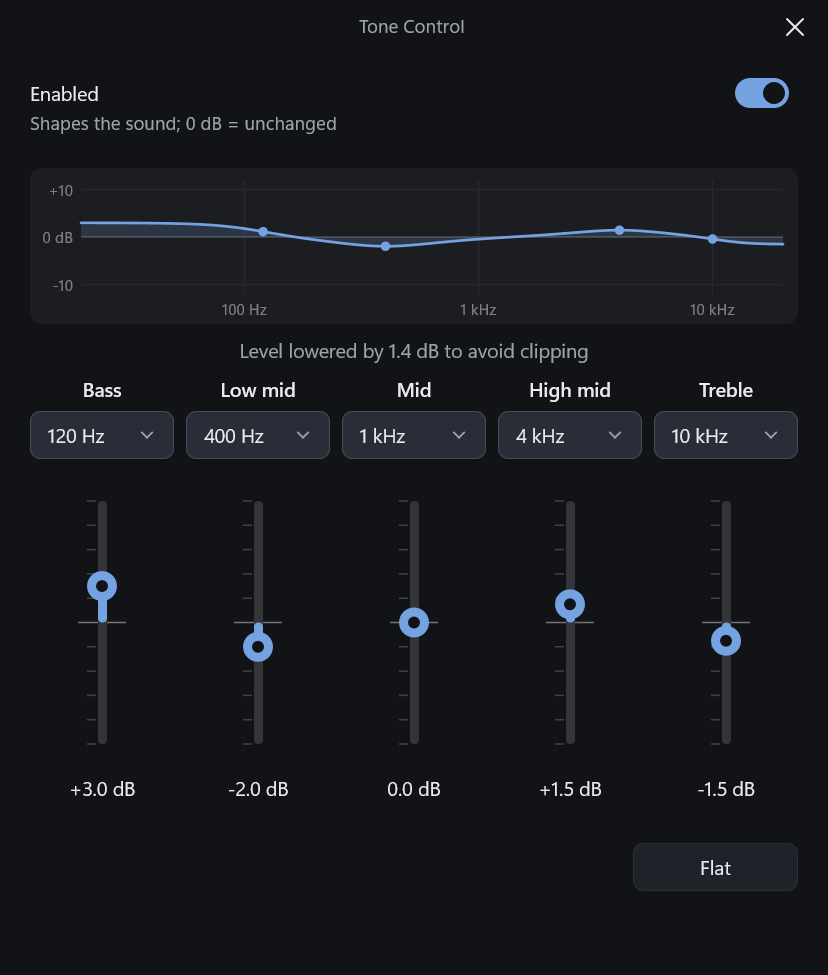 Tone Control
Enabled
Shapes the sound; 0 dB = unchanged
+10
0 dB
-10
100 Hz 1 kHz 10 kHz
Level lowered by 1.4 dB to avoid clipping
Bass Low mid Mid High mid Treble
120 Hz 400 Hz 1 kHz 4 kHz 10 kHz
+3.0 dB -2.0 dB 0.0 dB +1.5 dB -1.5 dB
Flat